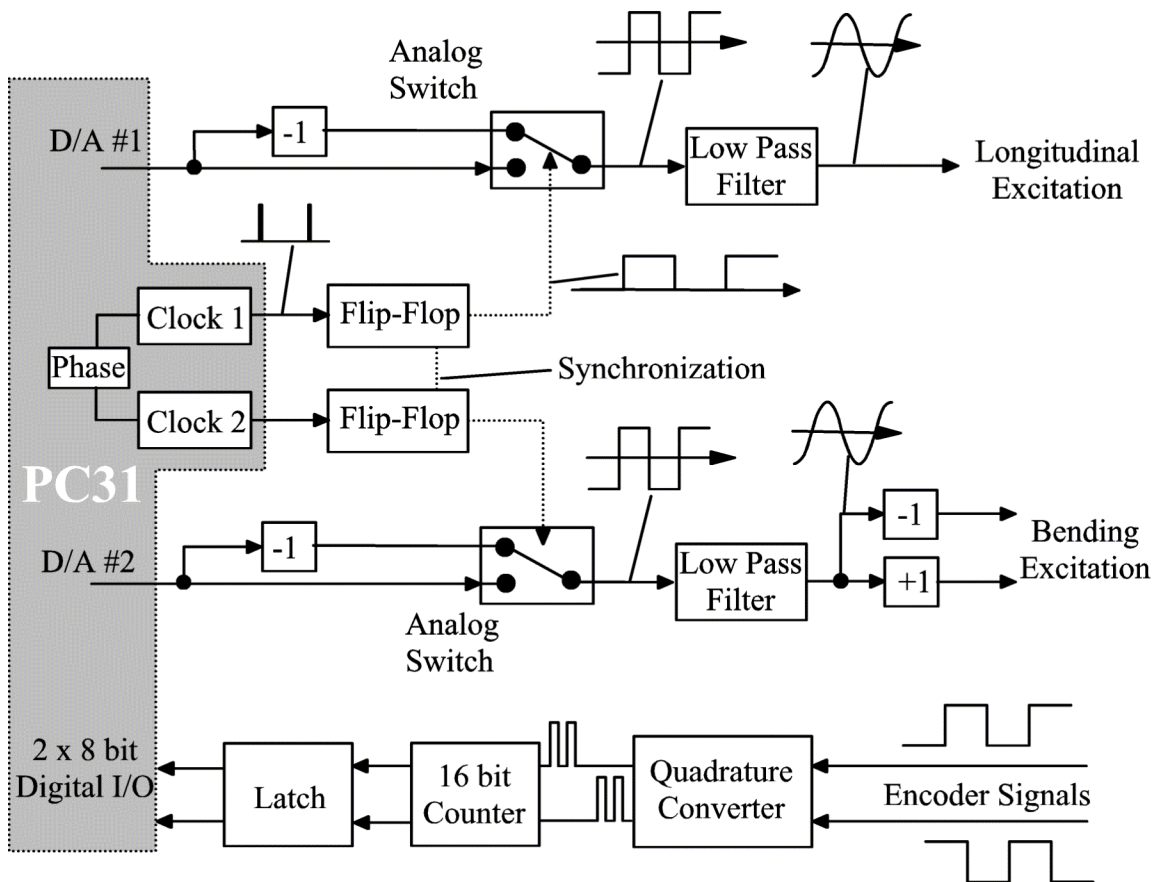 Analog
Switch
D/A #1
-1
Low Pass
Filter
Longitudinal
Excitation
Clock 1
Flip-Flop
Phase
Synchronization
Clock 2
Flip-Flop
PC31
-1
D/A #2
Low Pass
Filter
-1
+1
Bending
Excitation
Analog
Switch
2 x 8 bit
Digital I/O
Latch
16 bit
Counter
Quadrature
Converter
Encoder Signals